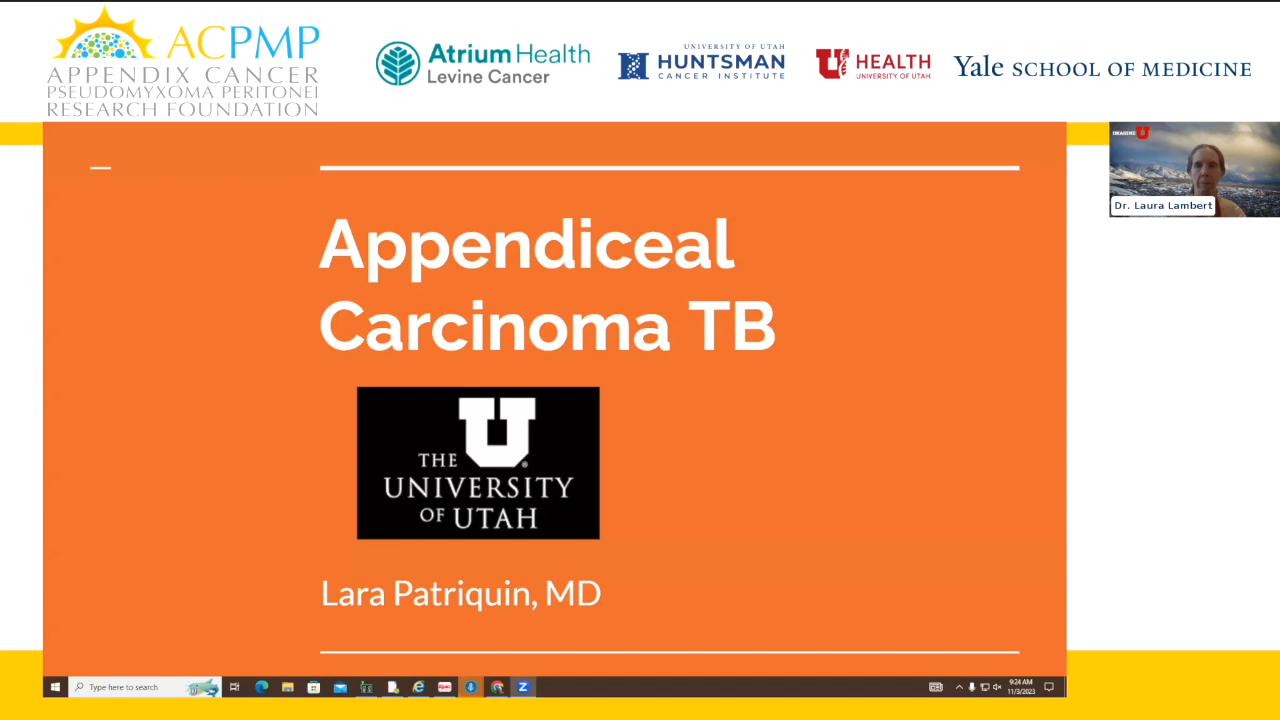 ACPMP
APPENDIX CANCER
PSEUDOMYXOMA PERITONEI
RESEARCH FOUNDATION
Atrium Health
Levine Cancer
UNIVERSITY OF UTAH
HUNTSMAN
CANCER INSTITUTE
U HEALTH
UNIVERSITY OF UTAH
Yale SCHOOL OF MEDICINE
IMAGINE U
Dr. Laura Lambert
Appendiceal
Carcinoma TB
U
THE
UNIVERSITY
OF UTAH
®
Lara Patriquin, MD
Type here to search
9:24 AM
11/3/2023